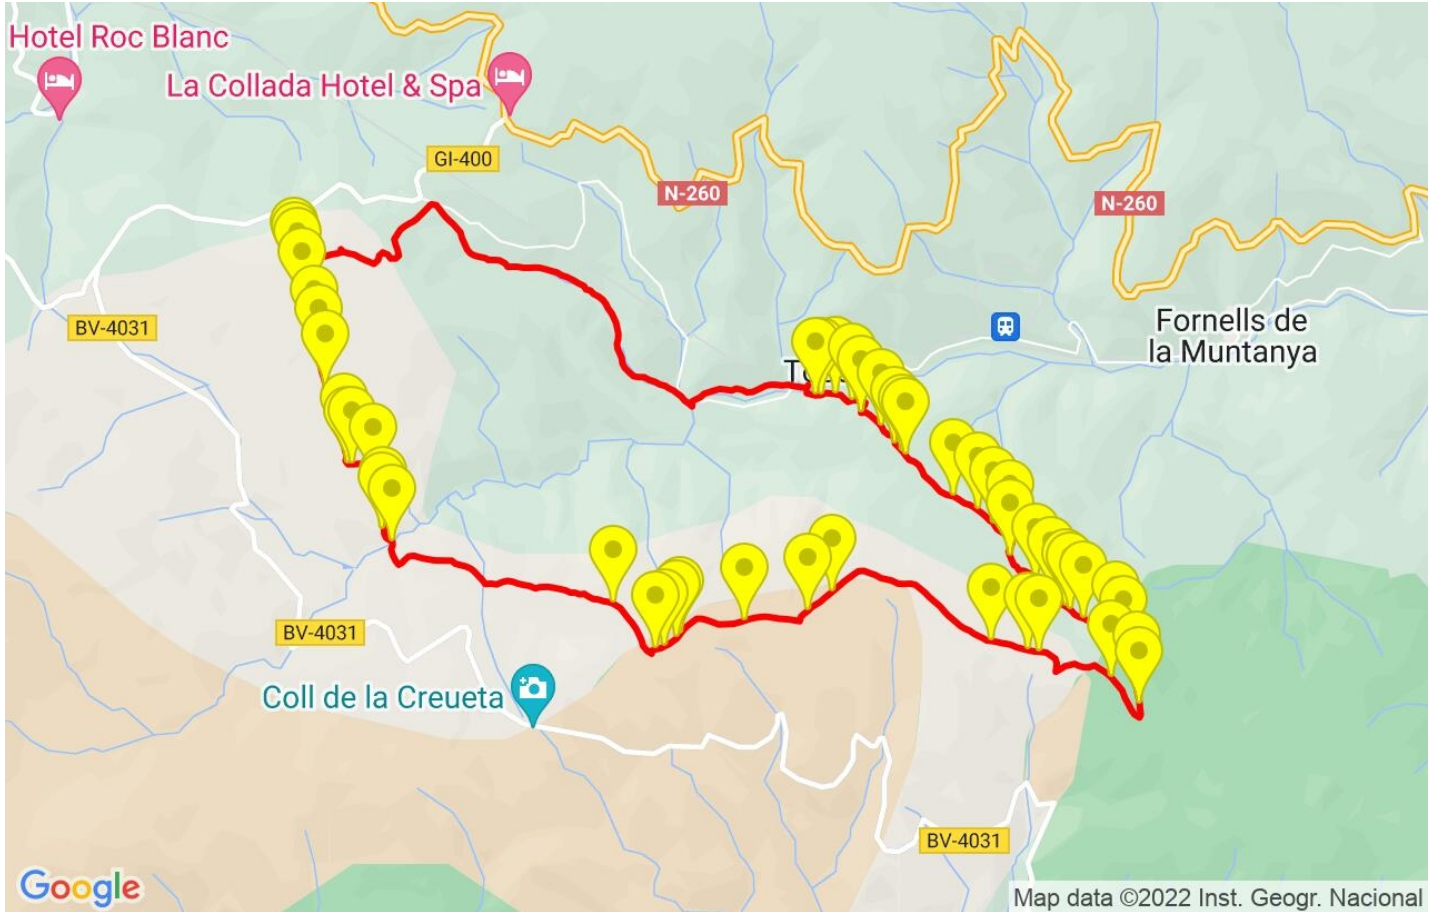 Hotel Roc Blanc
La Collada Hotel & Spa
GI-400
N-260
N-260
BV-4031
Fornells de
la Muntanya
BV-4031
Coll de la Creueta
BV-4031
Google
Map data ©2022 Inst. Geogr. Nacional